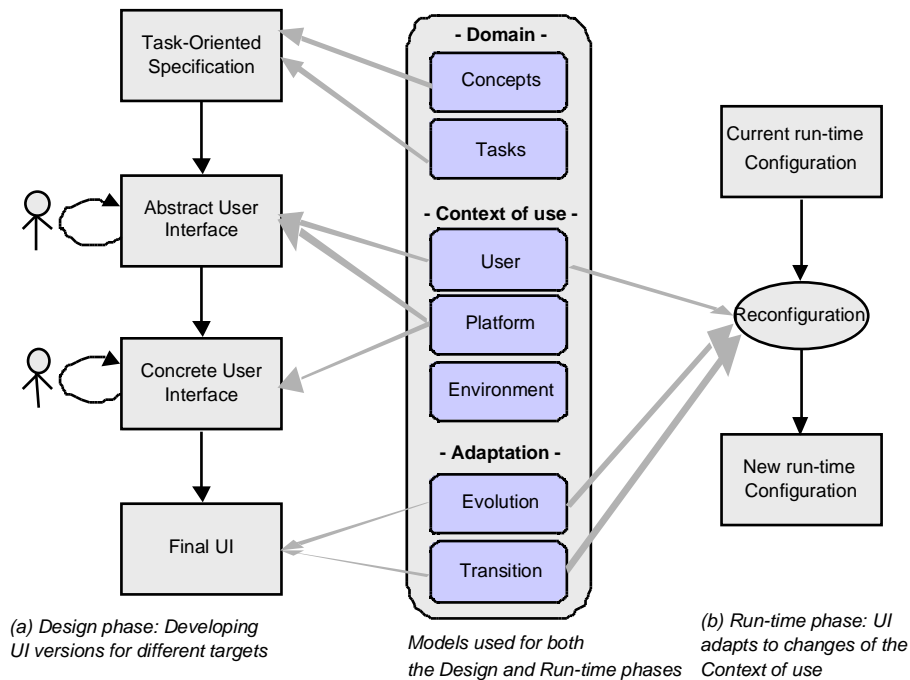 Task-Oriented
Specification
Abstract User
Interface
Concrete User
Interface
Final UI
(a) Design phase: Developing
UI versions for different targets
- Domain -
Concepts
Tasks
- Context of use -
User
Platform
Environment
- Adaptation -
Evolution
Transition
Models used for both
the Design and Run-time phases
Current run-time
Configuration
Reconfiguration
New run-time
Configuration
(b) Run-time phase: UI
adapts to changes of the
Context of use